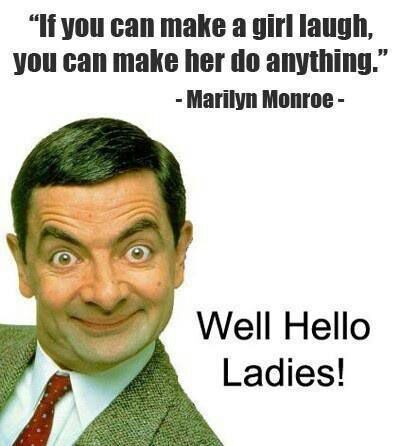 “If you can make a girl laugh,
you can make her do anything.”
- Marilyn Monroe -
Well Hello
Ladies!